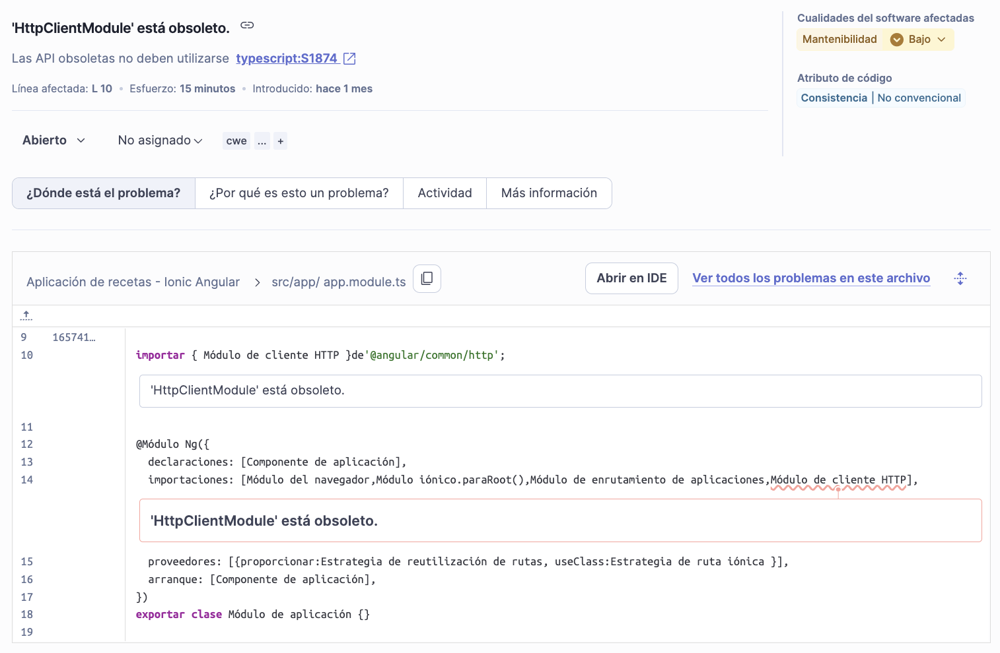 'HttpClientModule' está obsoleto.
Las API obsoletas no deben utilizarse typescript:S1874
Línea afectada: L 10 • Esfuerzo: 15 minutos • Introducido: hace 1 mes
Cualidades del software afectadas
Mantenibilidad Bajo
Atributo de código
Consistencia | No convencional
Abierto No asignado cwe ... +
¿Dónde está el problema? ¿Por qué es esto un problema? Actividad Más información
Aplicación de recetas - Ionic Angular > src/app/ app.module.ts Abrir en IDE Ver todos los problemas en este archivo
9 165741…
10 importar { Módulo de cliente HTTP }de'@angular/common/http';
'HttpClientModule' está obsoleto.
11
12 @Módulo Ng({
13 declaraciones: [Componente de aplicación],
14 importaciones: [Módulo del navegador,Módulo iónico.paraRoot(),Módulo de enrutamiento de aplicaciones,Módulo de cliente HTTP],
'HttpClientModule' está obsoleto.
15 proveedores: [{proporcionar:Estrategia de reutilización de rutas, useClass:Estrategia de ruta iónica }],
16 arranque: [Componente de aplicación],
17 })
18 exportar clase Módulo de aplicación {}
19